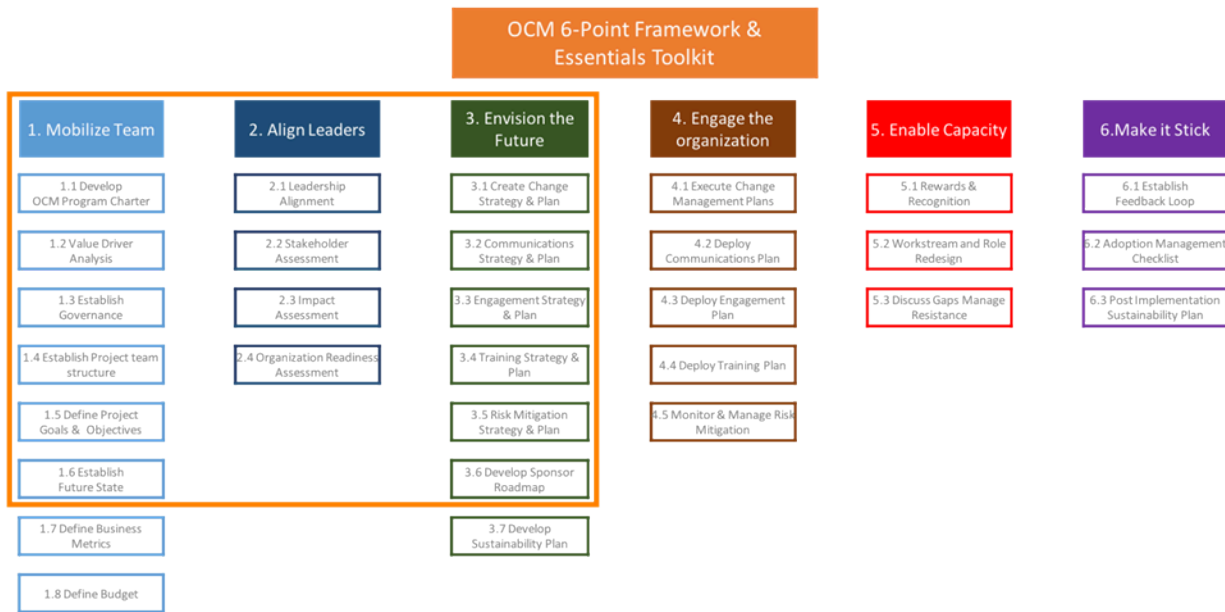 OCM 6-Point Framework &
Essentials Toolkit
1. Mobilize Team
1.1 Develop
OCM Program Charter
1.2 Value Driver
Analysis
1.3 Establish
Governance
1.4 Establish Project team
structure
1.5 Define Project
Goals & Objectives
1.6 Establish
Future State
1.7 Define Business
Metrics
1.8 Define Budget
2. Align Leaders
2.1 Leadership
Alignment
2.2 Stakeholder
Assessment
2.3 Impact
Assessment
2.4 Organization Readiness
Assessment
3. Envision the
Future
3.1 Create Change
Strategy & Plan
3.2 Communications
Strategy & Plan
3.3 Engagement Strategy
& Plan
3.4 Training Strategy &
Plan
3.5 Risk Mitigation
Strategy & Plan
3.6 Develop Sponsor
Roadmap
3.7 Develop
Sustainability Plan
4. Engage the
organization
4.1 Execute Change
Management Plans
4.2 Deploy
Communications Plan
4.3 Deploy Engagement
Plan
4.4 Deploy Training Plan
4.5 Monitor & Manage Risk
Mitigation
5. Enable Capacity
5.1 Rewards &
Recognition
5.2 Workstream and Role
Redesign
5.3 Discuss Gaps Manage
Resistance
6.Make it Stick
6.1 Establish
Feedback Loop
6.2 Adoption Management
Checklist
6.3 Post Implementation
Sustainability Plan